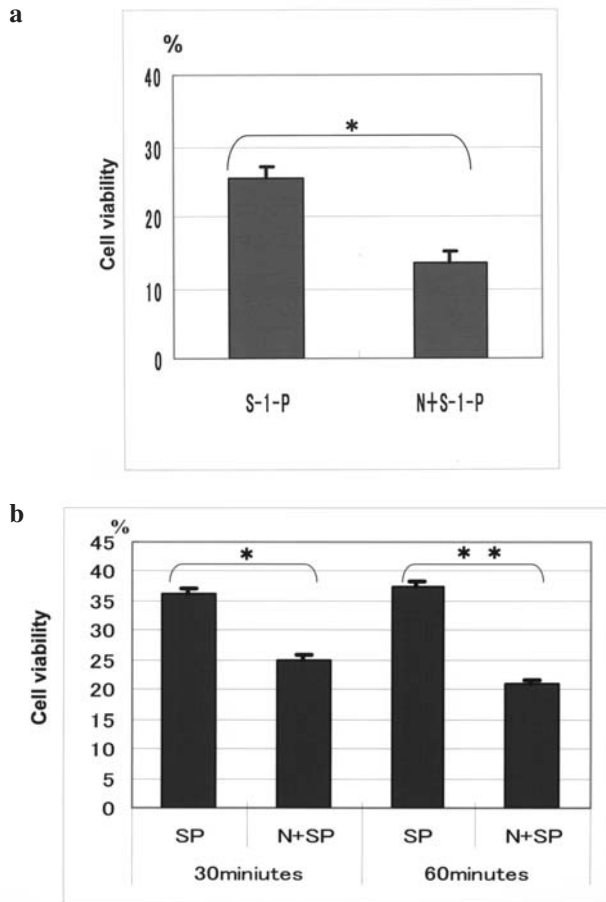 a
%
40
*
30
20
10
0
Cell viability
S-1-P N+S-1-P
b
%
45
* * *
40
35
30
25
20
15
10
5
0
Cell viability
SP N+SP SP N+SP
30miniutes 60minutes